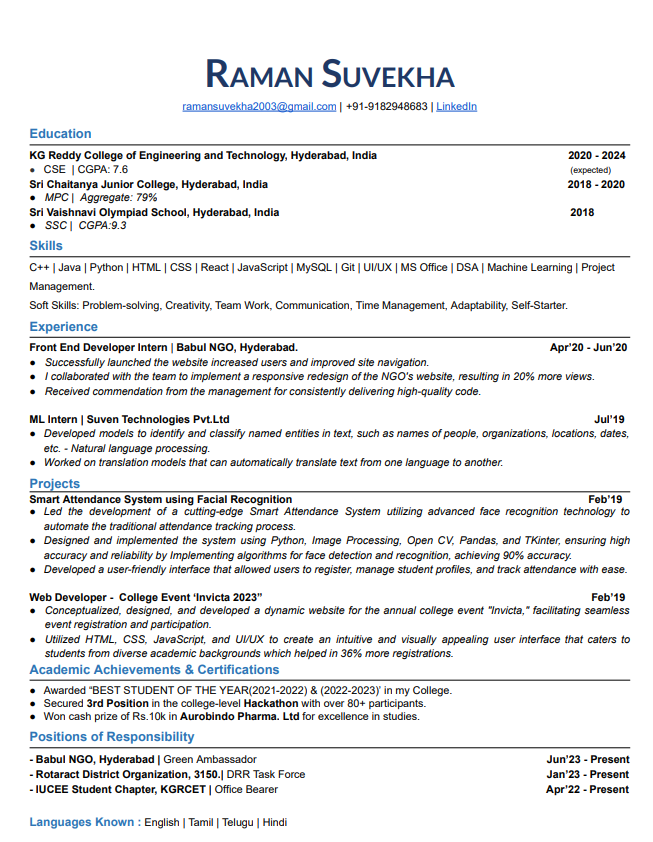 RAMAN SUVEKHA
ramansuvekha2003@gmail.com | +91-9182948683 | LinkedIn
Education
KG Reddy College of Engineering and Technology, Hyderabad, India 2020 - 2024
● CSE | CGPA: 7.6 (expected)
Sri Chaitanya Junior College, Hyderabad, India 2018 - 2020
● MPC | Aggregate: 79%
Sri Vaishnavi Olympiad School, Hyderabad, India 2018
● SSC | CGPA:9.3
Skills
C++ | Java | Python | HTML | CSS | React | JavaScript | MySQL | Git | UI/UX | MS Office | DSA | Machine Learning | Project
Management.
Soft Skills: Problem-solving, Creativity, Team Work, Communication, Time Management, Adaptability, Self-Starter.
Experience
Front End Developer Intern | Babul NGO, Hyderabad. Apr'20 - Jun'20
● Successfully launched the website increased users and improved site navigation.
● I collaborated with the team to implement a responsive redesign of the NGO's website, resulting in 20% more views.
● Received commendation from the management for consistently delivering high-quality code.
ML Intern | Suven Technologies Pvt.Ltd Jul'19
● Developed models to identify and classify named entities in text, such as names of people, organizations, locations, dates,
etc. - Natural language processing.
● Worked on translation models that can automatically translate text from one language to another.
Projects
Smart Attendance System using Facial Recognition Feb'19
● Led the development of a cutting-edge Smart Attendance System utilizing advanced face recognition technology to
automate the traditional attendance tracking process.
● Designed and implemented the system using Python, Image Processing, Open CV, Pandas, and TKinter, ensuring high
accuracy and reliability by Implementing algorithms for face detection and recognition, achieving 90% accuracy.
● Developed a user-friendly interface that allowed users to register, manage student profiles, and track attendance with ease.
Web Developer - College Event 'Invicta 2023" Feb'19
● Conceptualized, designed, and developed a dynamic website for the annual college event "Invicta," facilitating seamless
event registration and participation.
● Utilized HTML, CSS, JavaScript, and UI/UX to create an intuitive and visually appealing user interface that caters to
students from diverse academic backgrounds which helped in 36% more registrations.
Academic Achievements & Certifications
● Awarded "BEST STUDENT OF THE YEAR(2021-2022) & (2022-2023)' in my College.
● Secured 3rd Position in the college-level Hackathon with over 80+ participants.
● Won cash prize of Rs.10k in Aurobindo Pharma. Ltd for excellence in studies.
Positions of Responsibility
- Babul NGO, Hyderabad | Green Ambassador Jun'23 - Present
- Rotaract District Organization, 3150.| DRR Task Force Jan'23 - Present
- IUCEE Student Chapter, KGRCET | Office Bearer Apr'22 - Present
Languages Known : English | Tamil | Telugu | Hindi